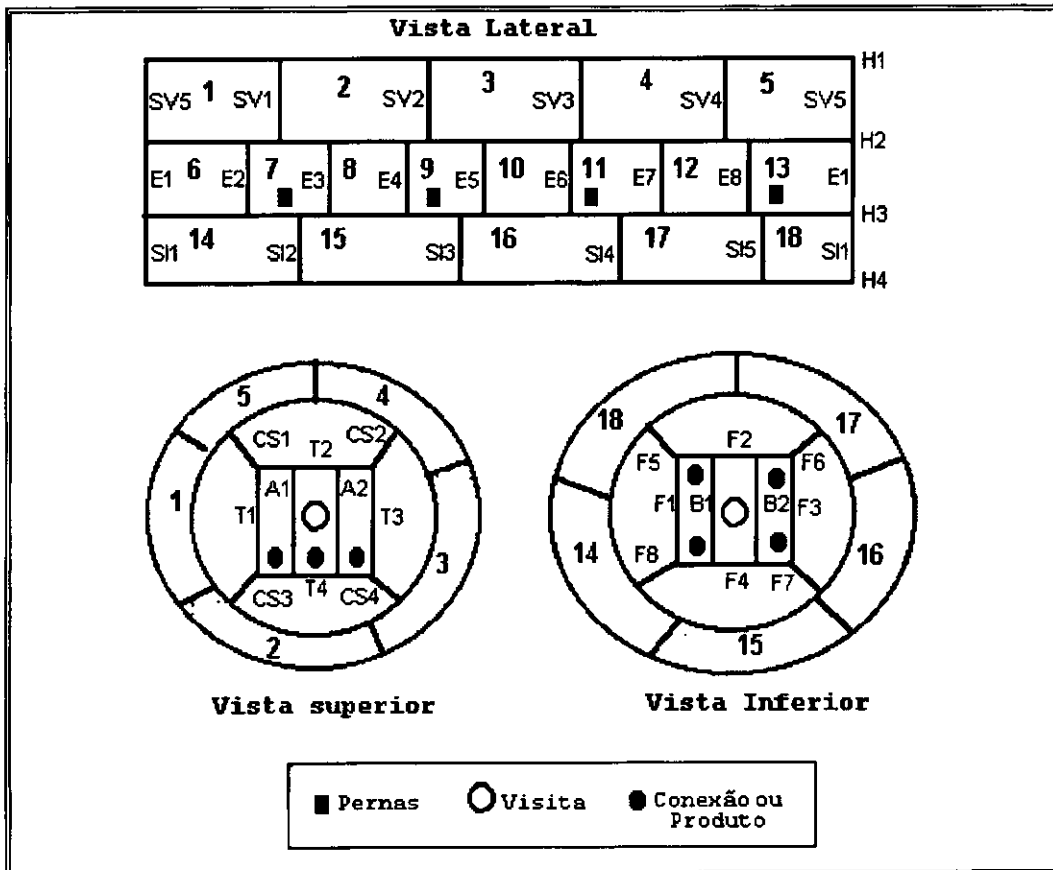 Vista Lateral
H1
SV5 1 SV1 2 SV2 3 SV3 4 SV4 5 SV5
H2
E1 6 E2 7 E3 8 E4 9 E5 10 E6 11 E7 12 E8 13 E1
H3
SI1 14 SI2 15 SI3 16 SI4 17 SI5 18 SI1
H4
5 4
CS1 T2 CS2
A1 A2
1 T1 T3
3
CS3 T4 CS4
2
Vista superior
18 17
F2
F5 F6
F1 B1 B2 F3
14 16
F8 F4 F7
15
Vista Inferior
Pernas Visita Conexão ou
Produto